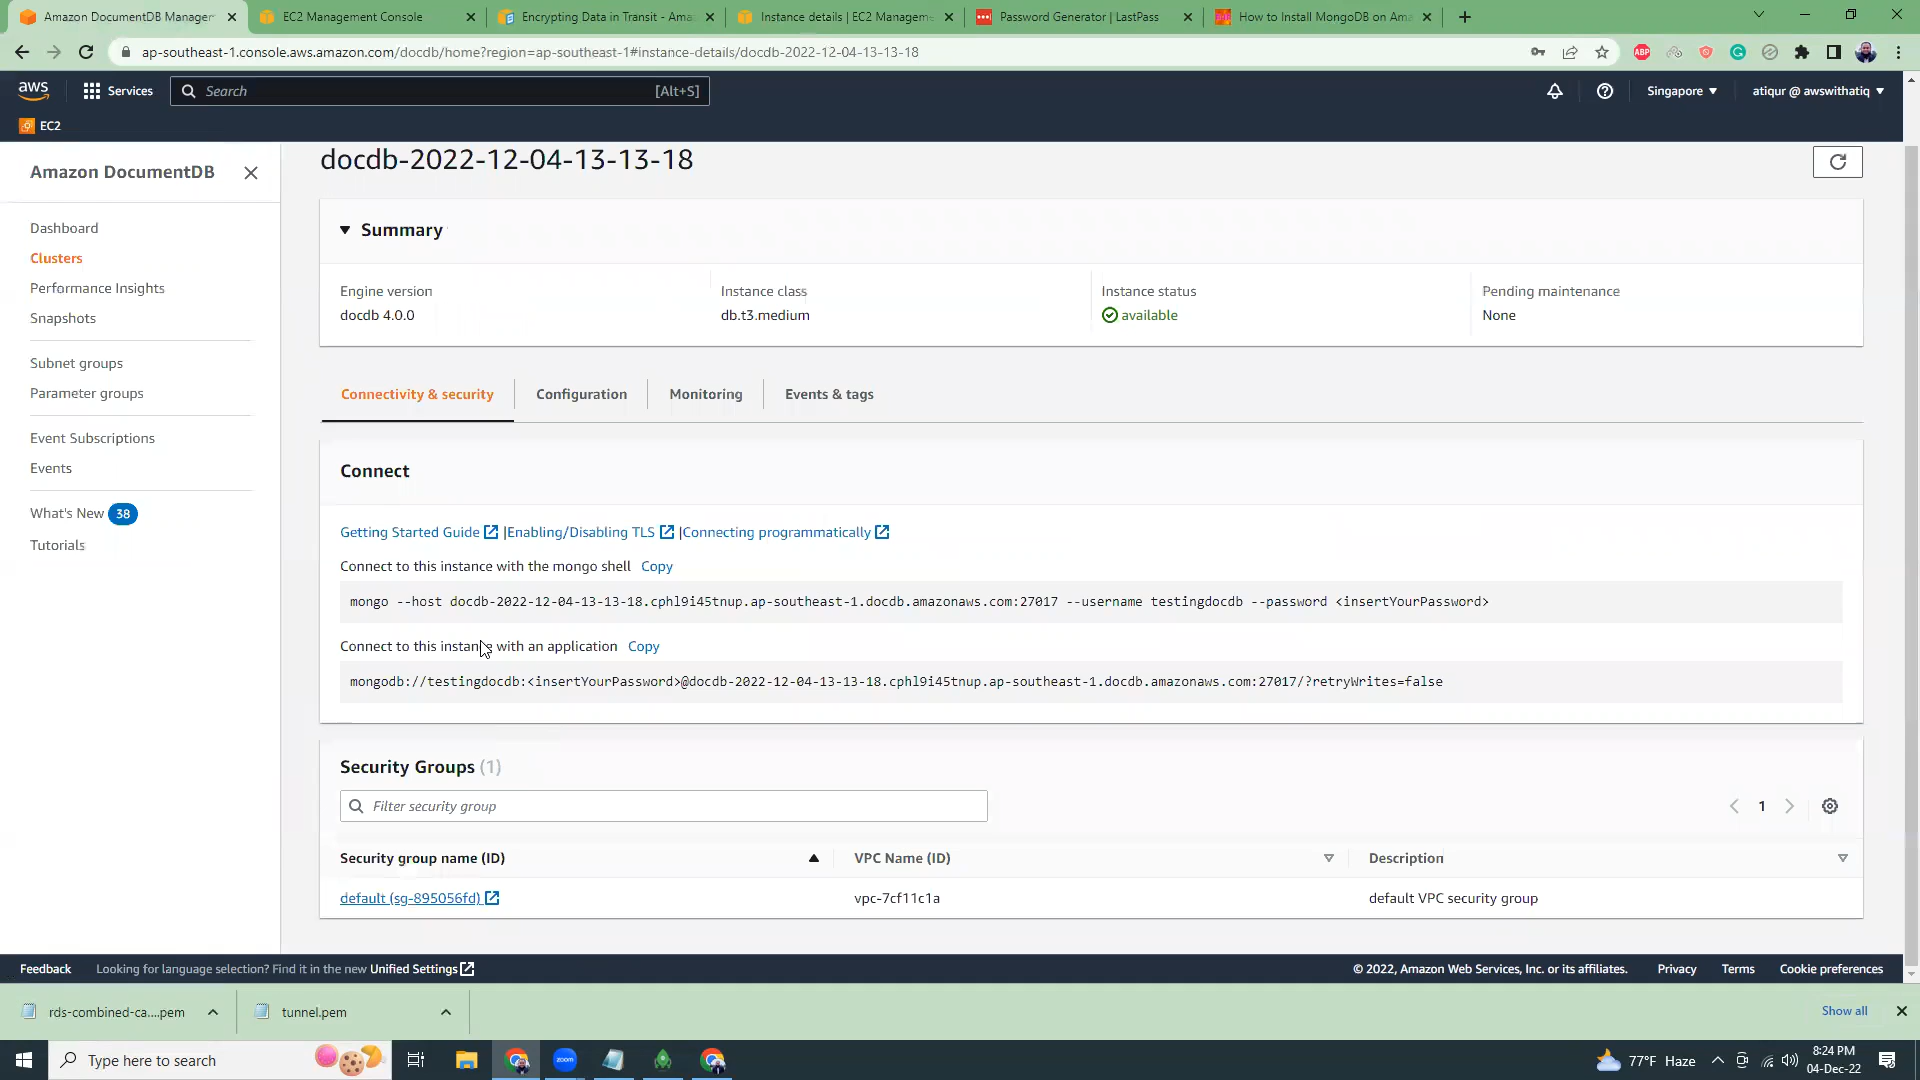 Amazon DocumentDB Manager
EC2 Management Console
Encrypting Data in Transit - Ama
Instance details | EC2 Managem
Password Generator | LastPass
How to Install MongoDB on Ama
ap-southeast-1.console.aws.amazon.com/docdb/home?region=ap-southeast-1#instance-details/docdb-2022-12-04-13-13-18
ABP
aws
Services
Search
[Alt+S]
Singapore
atiqur @ awswithatiq
EC2
Amazon DocumentDB
Dashboard
Clusters
Performance Insights
Snapshots
Subnet groups
Parameter groups
Event Subscriptions
Events
What's New 38
Tutorials
docdb-2022-12-04-13-13-18
Summary
Engine version
docdb 4.0.0
Instance class
db.t3.medium
Instance status
available
Pending maintenance
None
Connectivity & security
Configuration
Monitoring
Events & tags
Connect
Getting Started Guide |Enabling/Disabling TLS |Connecting programmatically
Connect to this instance with the mongo shell Copy
mongo --host docdb-2022-12-04-13-13-18.cphl9i45tnup.ap-southeast-1.docdb.amazonaws.com:27017 --username testingdocdb --password <insertYourPassword>
Connect to this instance with an application Copy
mongodb://testingdocdb:<insertYourPassword>@docdb-2022-12-04-13-13-18.cphl9i45tnup.ap-southeast-1.docdb.amazonaws.com:27017/?retryWrites=false
Security Groups (1)
Filter security group
1
Security group name (ID)
VPC Name (ID)
Description
default (sg-895056fd)
vpc-7cf11c1a
default VPC security group
Feedback
Looking for language selection? Find it in the new Unified Settings
© 2022, Amazon Web Services, Inc. or its affiliates.
Privacy
Terms
Cookie preferences
rds-combined-ca....pem
tunnel.pem
Show all
Type here to search
zoom
77°F Haze
8:24 PM
04-Dec-22